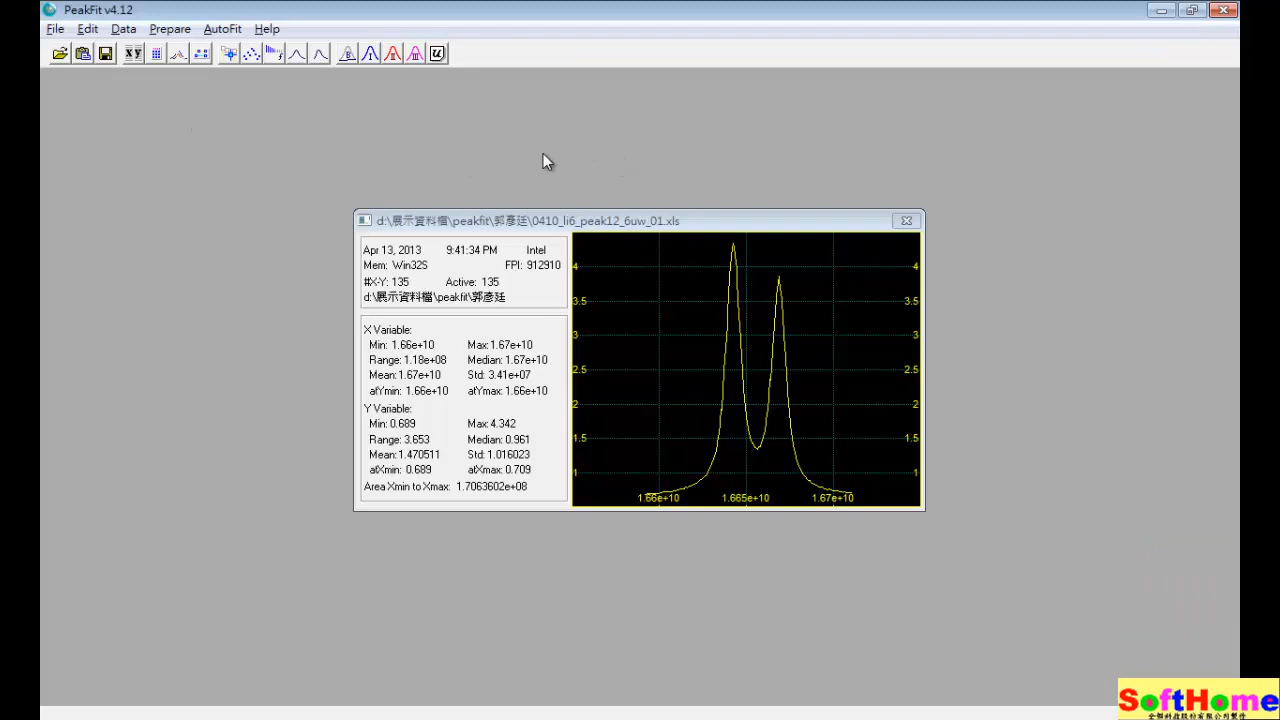 PeakFit v4.12
File Edit Data Prepare AutoFit Help
xy B I II III u
d:\展示資料檔\peakfit\郭彥廷\0410_li6_peak12_6uw_01.xls
Apr 13, 2013 9:41:34 PM Intel
Mem: Win32S FPI: 912910
#X-Y: 135 Active: 135
d:\展示資料檔\peakfit\郭彥廷
X Variable:
Min: 1.66e+10 Max: 1.67e+10
Range: 1.18e+08 Median: 1.67e+10
Mean: 1.67e+10 Std: 3.41e+07
atYmin: 1.66e+10 atYmax: 1.66e+10
Y Variable:
Min: 0.689 Max: 4.342
Range: 3.653 Median: 0.961
Mean: 1.470511 Std: 1.016023
atXmin: 0.689 atXmax: 0.709
Area Xmin to Xmax: 1.7063602e+08
4 4
3.5 3.5
3 3
2.5 2.5
2 2
1.5 1.5
1 1
1.66e+10 1.665e+10 1.67e+10
SoftHome